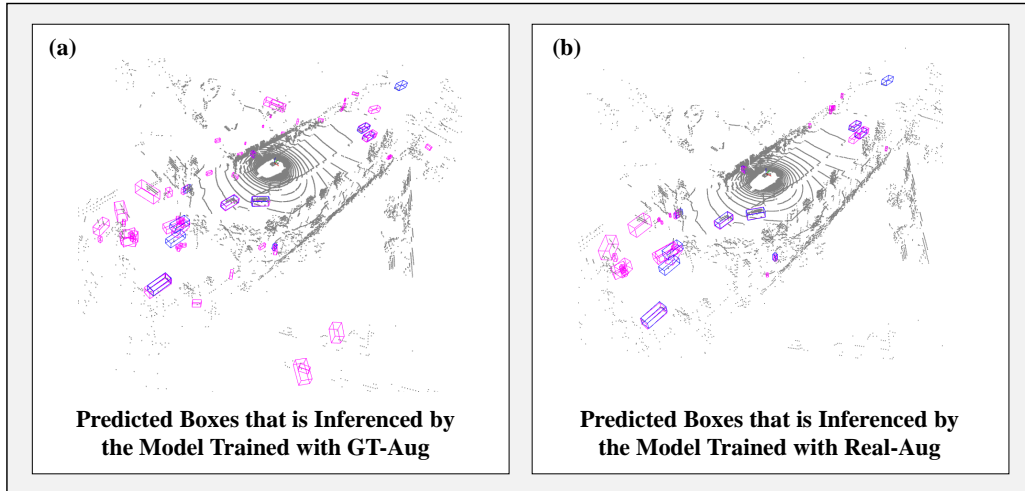 (a)
Predicted Boxes that is Inferenced by
the Model Trained with GT-Aug
(b)
Predicted Boxes that is Inferenced by
the Model Trained with Real-Aug